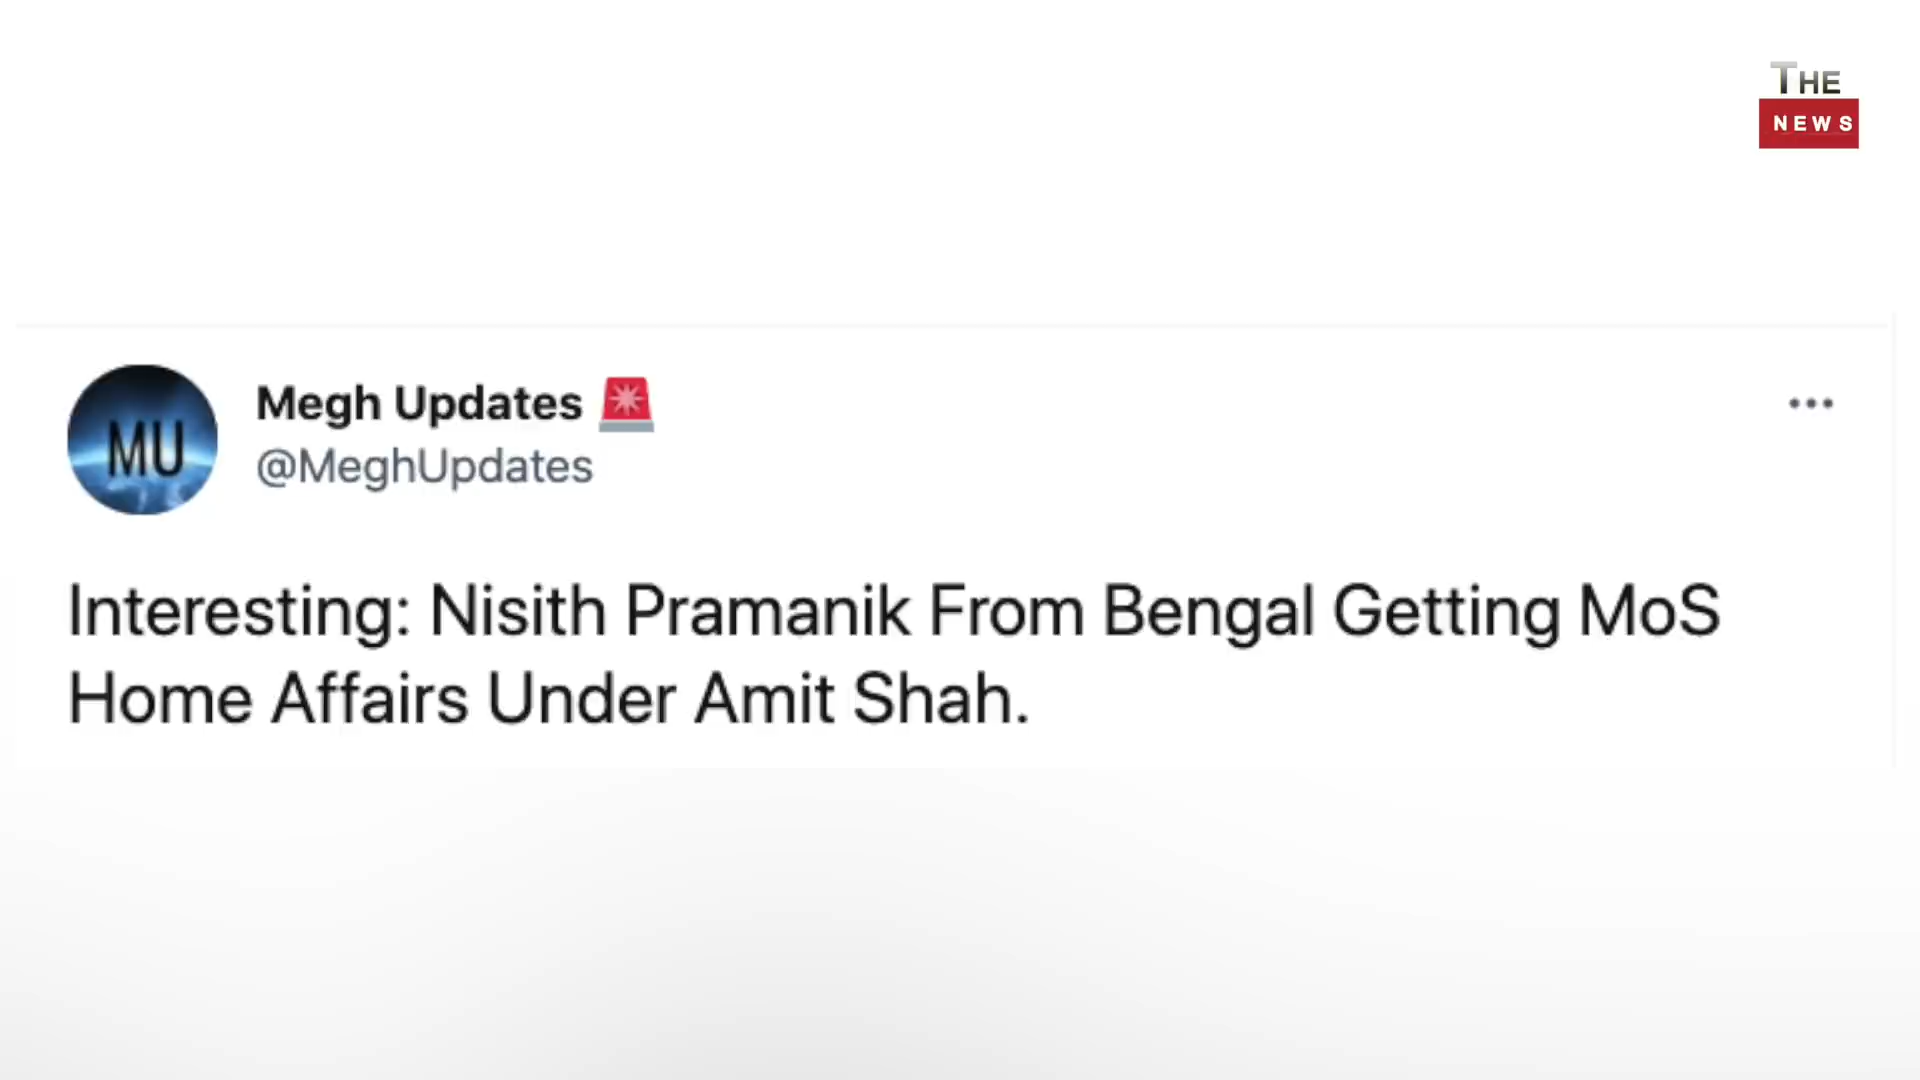 THE
NEWS
MU
Megh Updates 🚨
@MeghUpdates
Interesting: Nisith Pramanik From Bengal Getting MoS
Home Affairs Under Amit Shah.